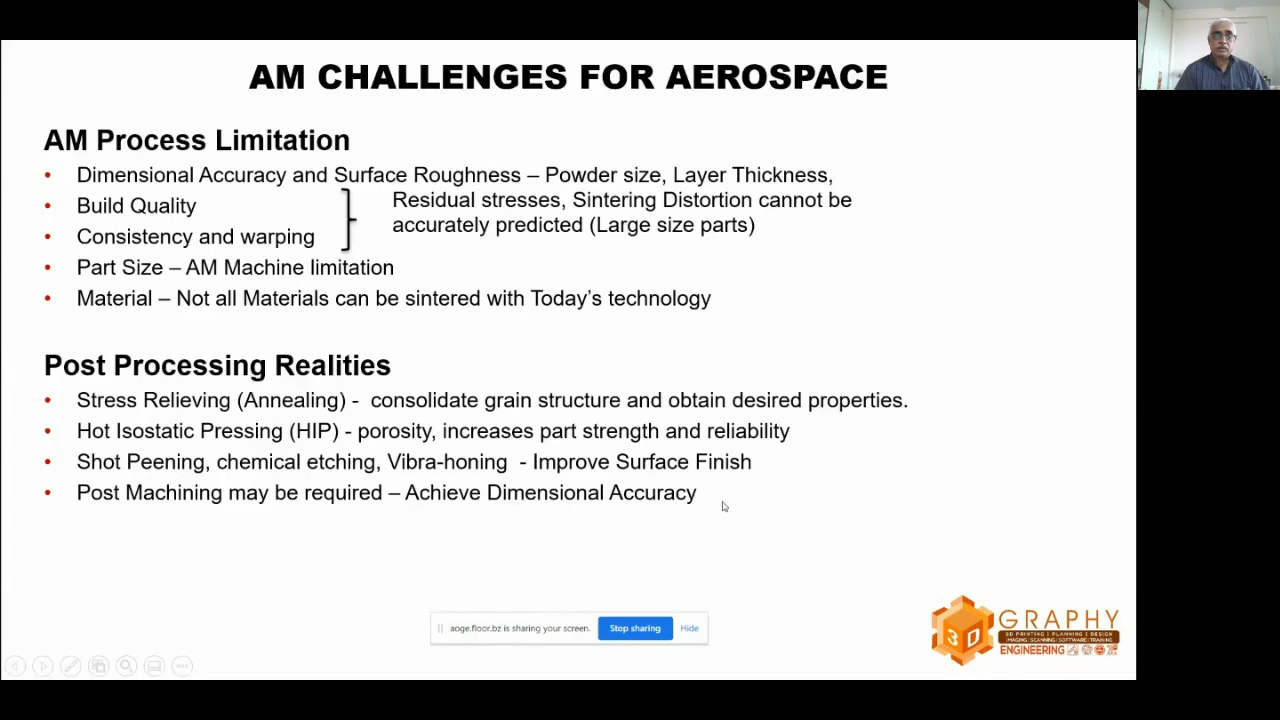 AM CHALLENGES FOR AEROSPACE
AM Process Limitation
• Dimensional Accuracy and Surface Roughness – Powder size, Layer Thickness,
• Build Quality
• Consistency and warping
Residual stresses, Sintering Distortion cannot be
accurately predicted (Large size parts)
• Part Size – AM Machine limitation
• Material – Not all Materials can be sintered with Today’s technology
Post Processing Realities
• Stress Relieving (Annealing) - consolidate grain structure and obtain desired properties.
• Hot Isostatic Pressing (HIP) - porosity, increases part strength and reliability
• Shot Peening, chemical etching, Vibra-honing - Improve Surface Finish
• Post Machining may be required – Achieve Dimensional Accuracy
aoge.floor.bz is sharing your screen. Stop sharing Hide
3D
GRAPHY
3D PRINTING | PLANNING | DESIGN
IMAGING | SCANNING | SOFTWARE | TRAINING
ENGINEERING